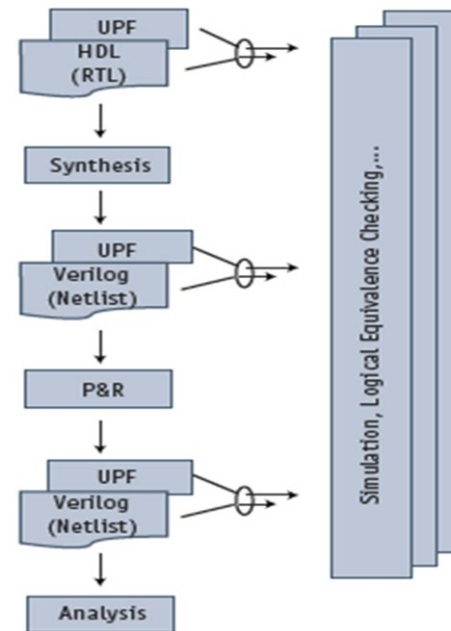 UPF
HDL
(RTL)
Synthesis
UPF
Verilog
(Netlist)
P&R
UPF
Verilog
(Netlist)
Analysis
Simulation, Logical Equivalence Checking,...